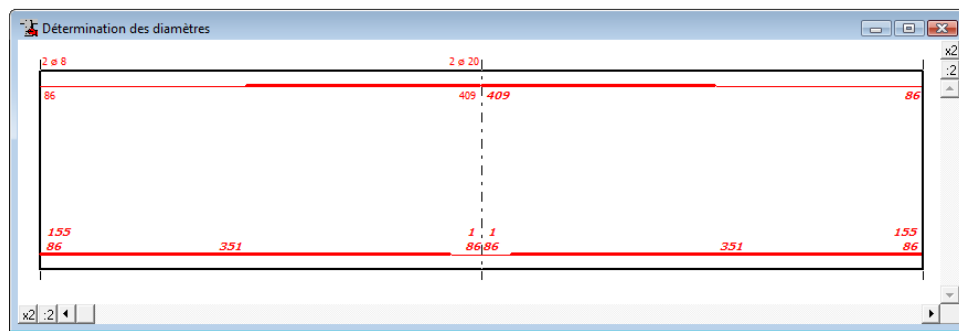 Détermination des diamètres
x2
:2
2 ø 8 2 ø 20
86 409 409 86
155 1 1 155
86 351 86 86 351 86
x2 :2